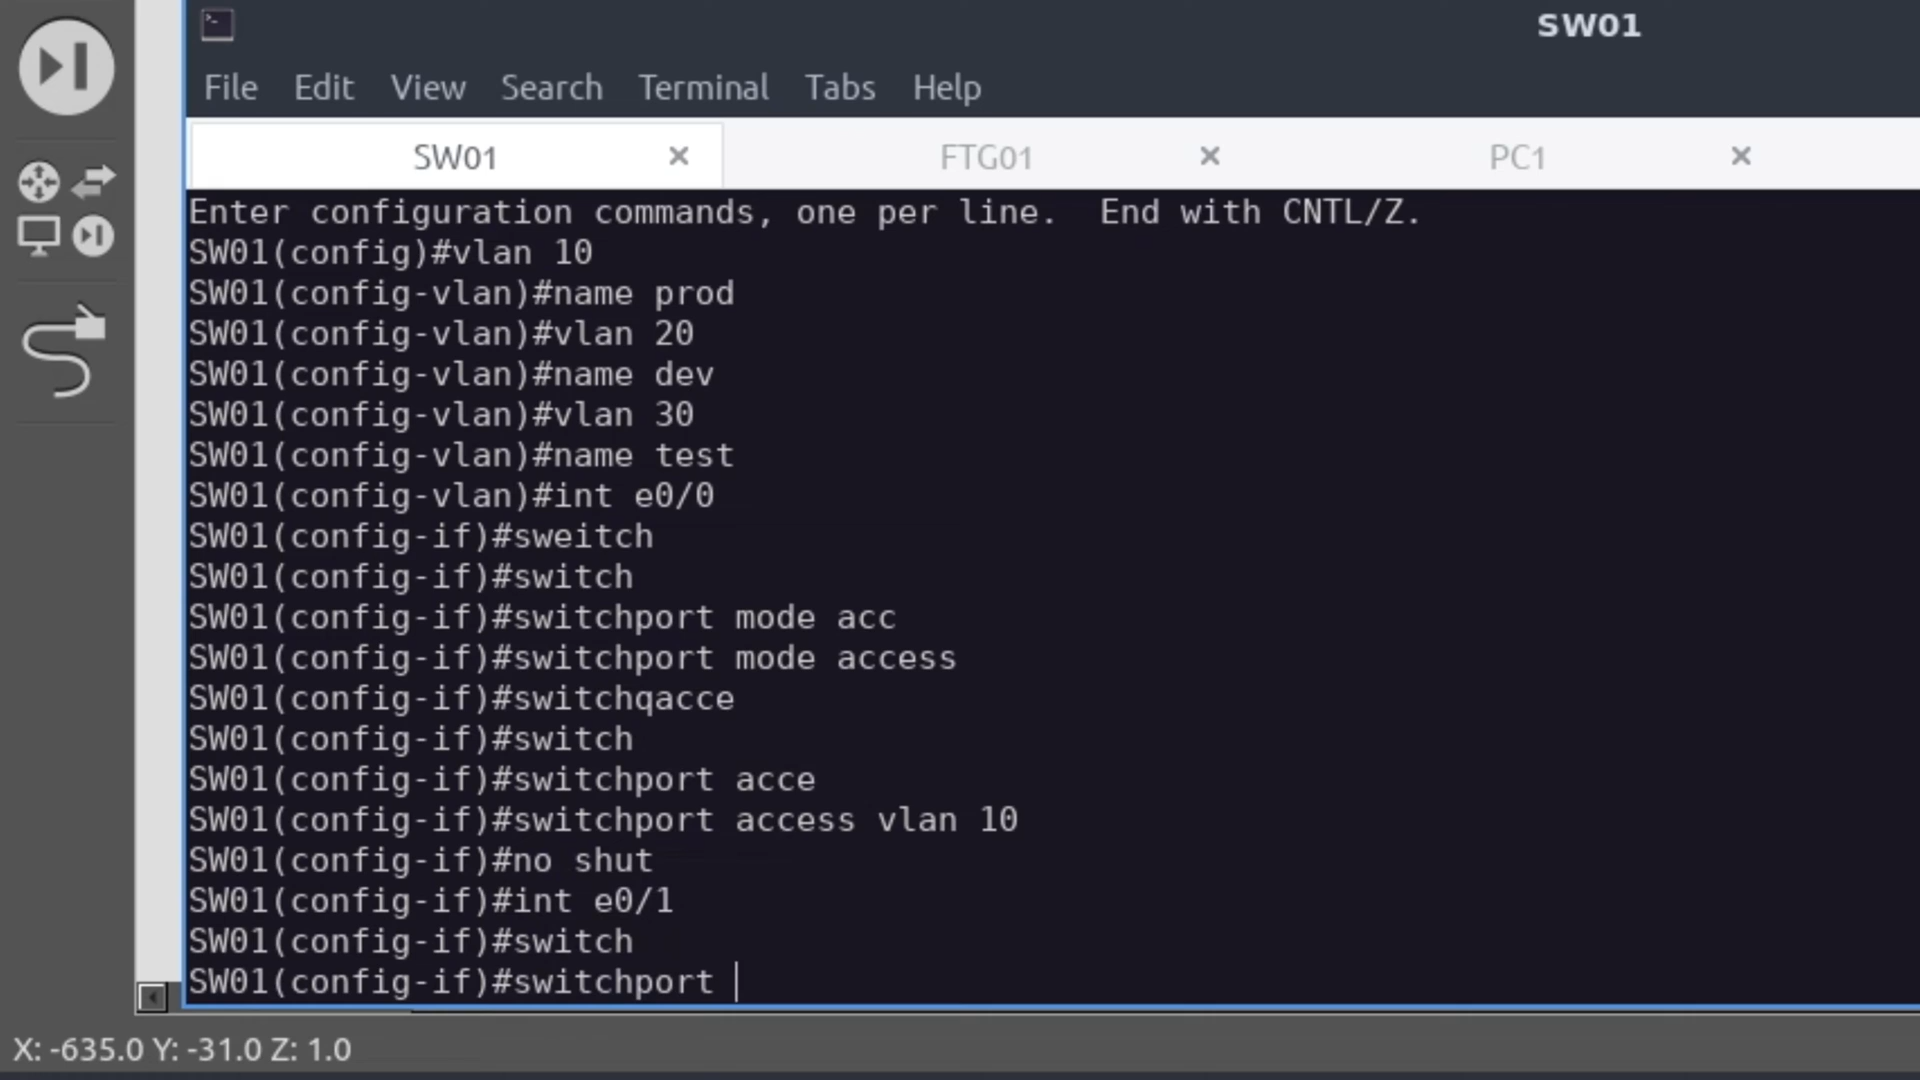 SW01
File Edit View Search Terminal Tabs Help
SW01 × FTG01 × PC1 ×
Enter configuration commands, one per line.  End with CNTL/Z.
SW01(config)#vlan 10
SW01(config-vlan)#name prod
SW01(config-vlan)#vlan 20
SW01(config-vlan)#name dev
SW01(config-vlan)#vlan 30
SW01(config-vlan)#name test
SW01(config-vlan)#int e0/0
SW01(config-if)#sweitch
SW01(config-if)#switch
SW01(config-if)#switchport mode acc
SW01(config-if)#switchport mode access
SW01(config-if)#switchqacce
SW01(config-if)#switch
SW01(config-if)#switchport acce
SW01(config-if)#switchport access vlan 10
SW01(config-if)#no shut
SW01(config-if)#int e0/1
SW01(config-if)#switch
SW01(config-if)#switchport
X: -635.0 Y: -31.0 Z: 1.0